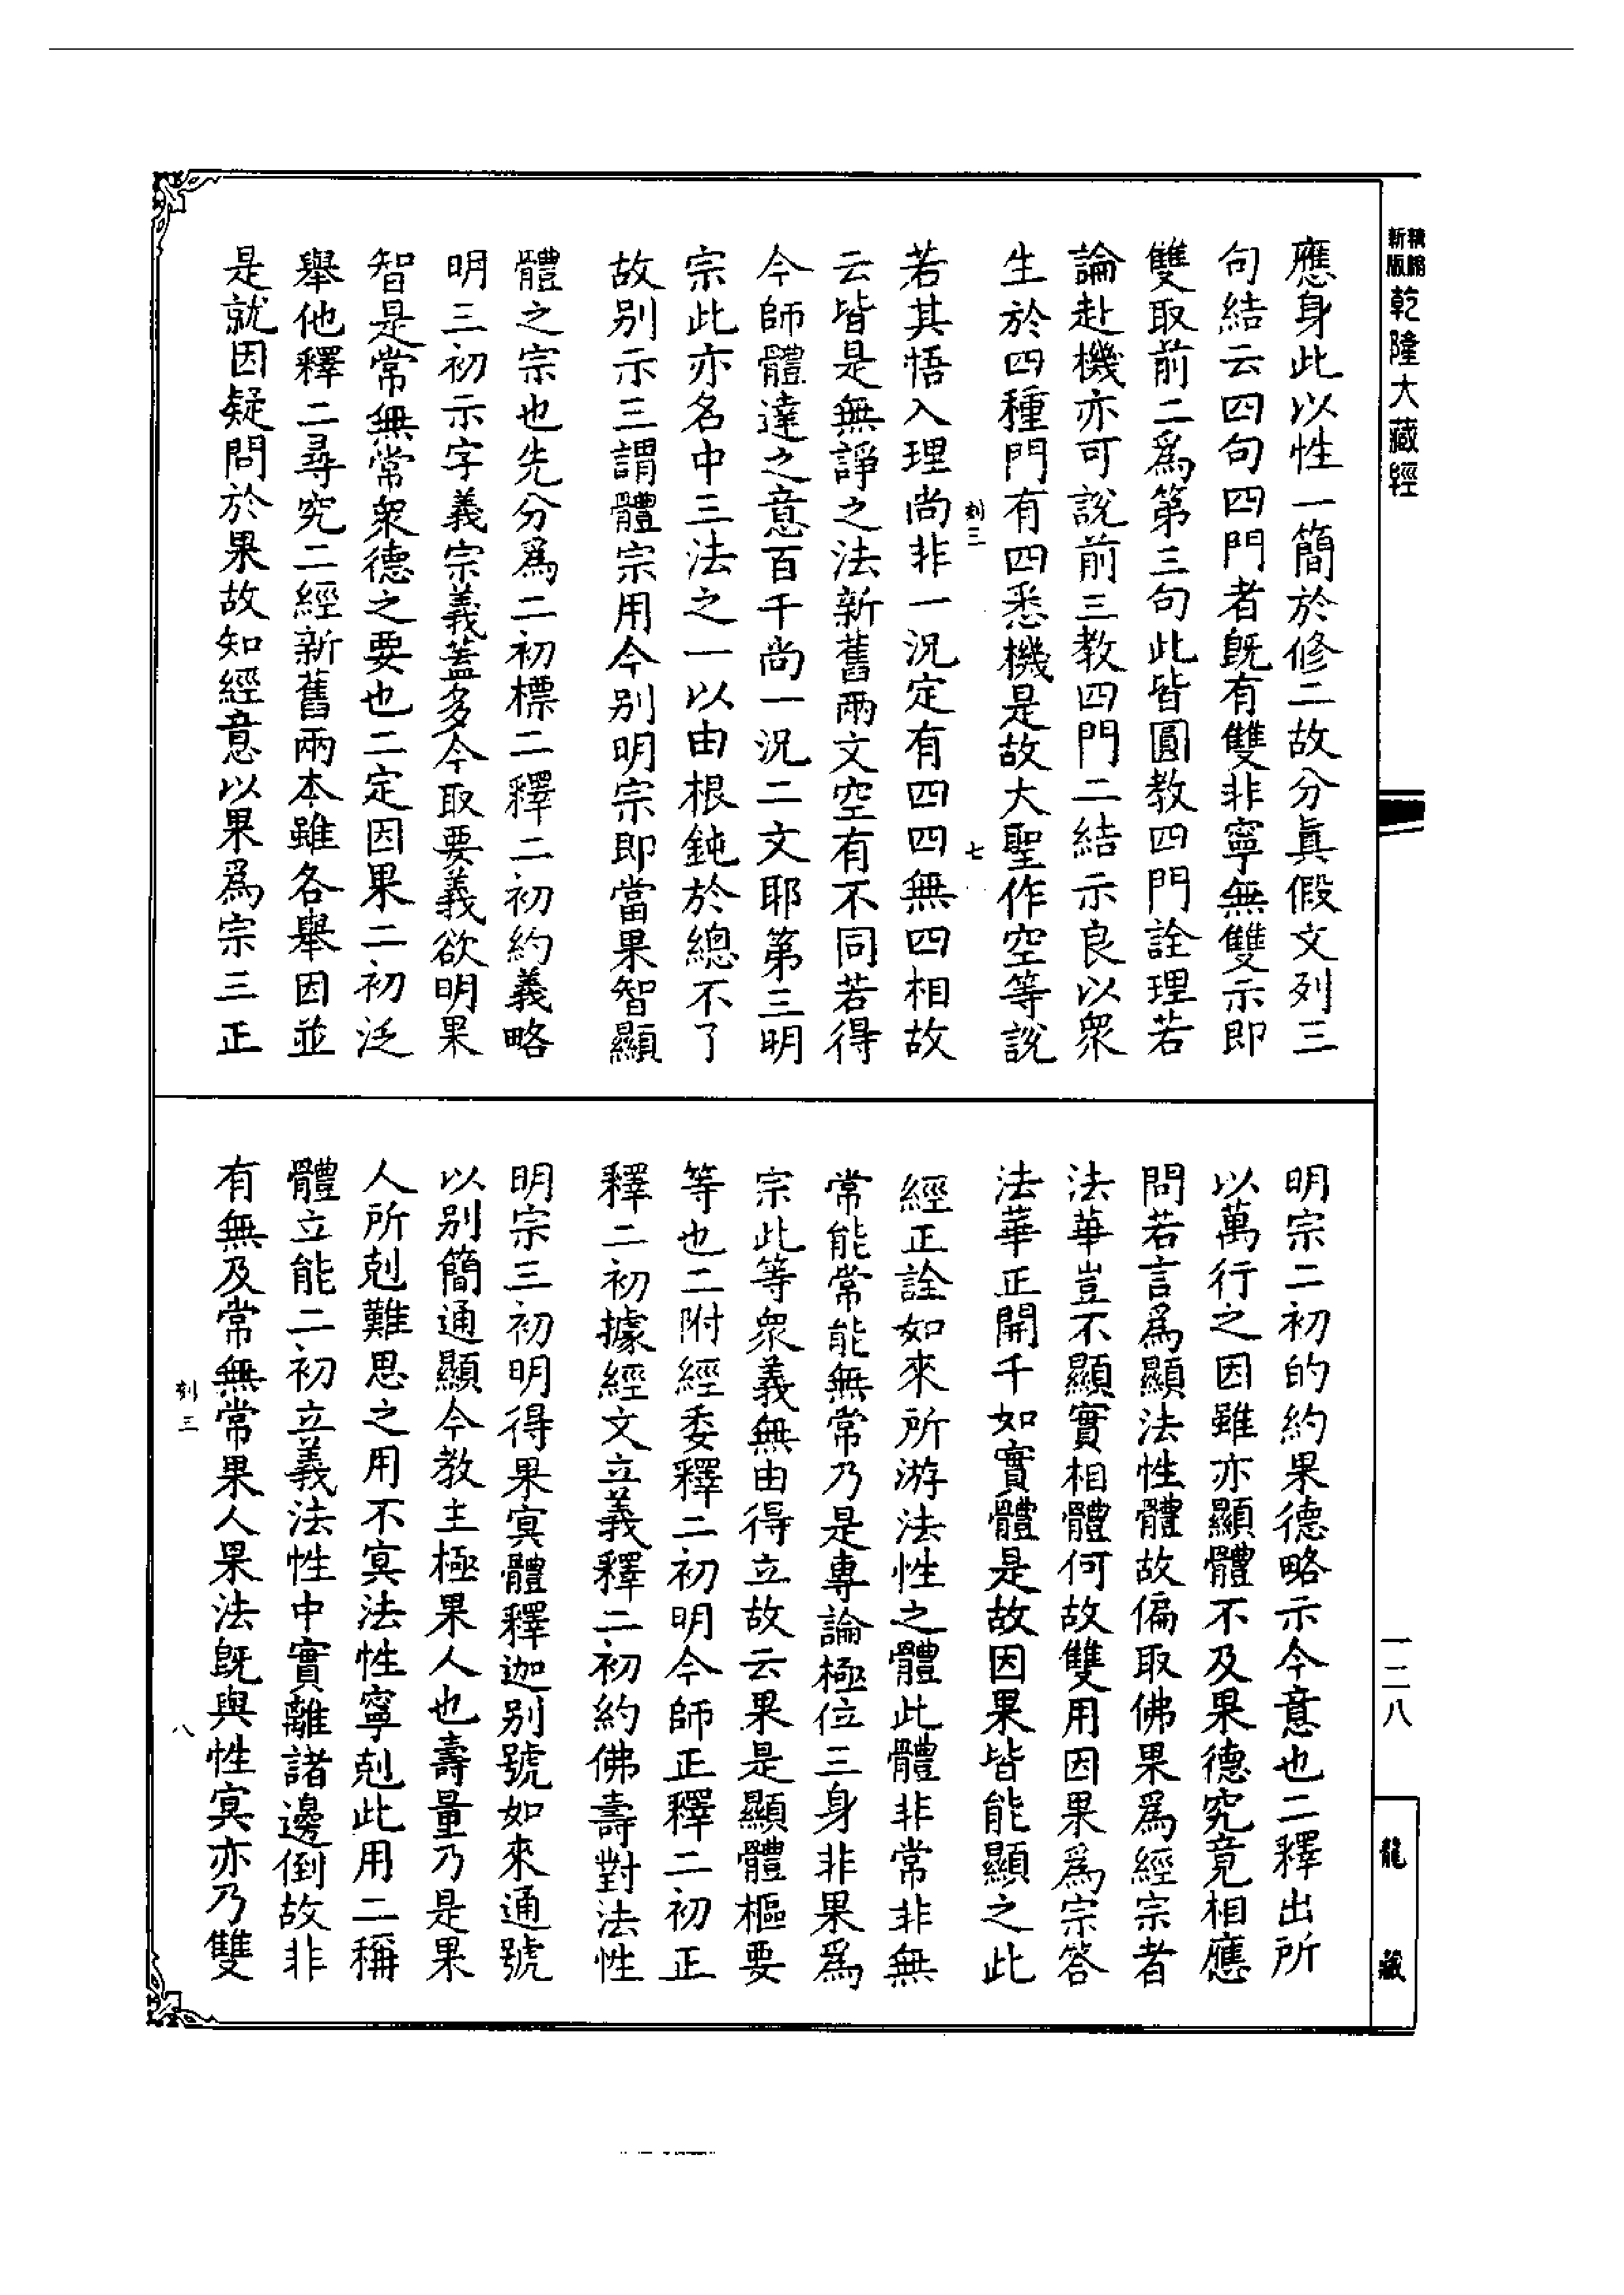 精縮新版乾隆大藏經
應身此以性一簡於修二故分眞假文列三
句結云四句四門者既有雙非寧無雙示即
雙取前二爲第三句此皆圓教四門詮理若
論赴機亦可說前三教四門二結示良以衆
生於四種門有四悉機是故大聖作空等說
刻三 七
若其悟入理尚非一況定有四四無四相故
云皆是無諍之法新舊兩文空有不同若得
今師體達之意百千尚一況二文耶第三明
宗此亦名中三法之一以由根鈍於總不了
故别示三謂體宗用今别明宗即當果智顯
體之宗也先分爲二初標二釋二初約義略
明三初示字義宗義蓋多今取要義欲明果
智是常無常衆德之要也二定因果二初泛
舉他釋二尋究二經新舊兩本雖各舉因並
是就因疑問於果故知經意以果爲宗三正
明宗二初的約果德略示今意也二釋出所
以萬行之因雖亦顯體不及果德究竟相應
問若言爲顯法性體故偏取佛果爲經宗者
法華豈不顯實相體何故雙用因果爲宗答
法華正開千如實體是故因果皆能顯之此
經正詮如來所游法性之體此體非常非無
常能常能無常乃是專論極位三身非果爲
宗此等衆義無由得立故云果是顯體樞要
等也二附經委釋二初明今師正釋二初正
釋二初據經文立義釋二初約佛壽對法性
明宗三初明得果冥體釋迦别號如來通號
以别簡通顯今教主極果人也壽量乃是果
人所剋難思之用不冥法性寧剋此用二稱
體立能二初立義法性中實離諸邊倒故非
有無及常無常果人果法既與性冥亦乃雙
刻三 八
一二八
龍藏